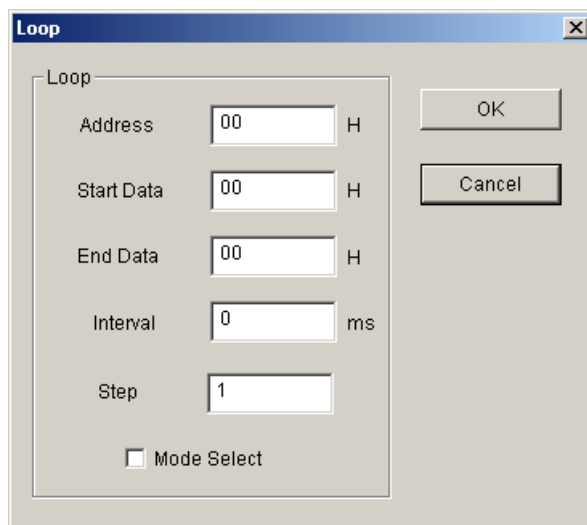 Loop
Loop
Address 00 H
OK
Start Data 00 H
Cancel
End Data 00 H
Interval 0 ms
Step 1
Mode Select